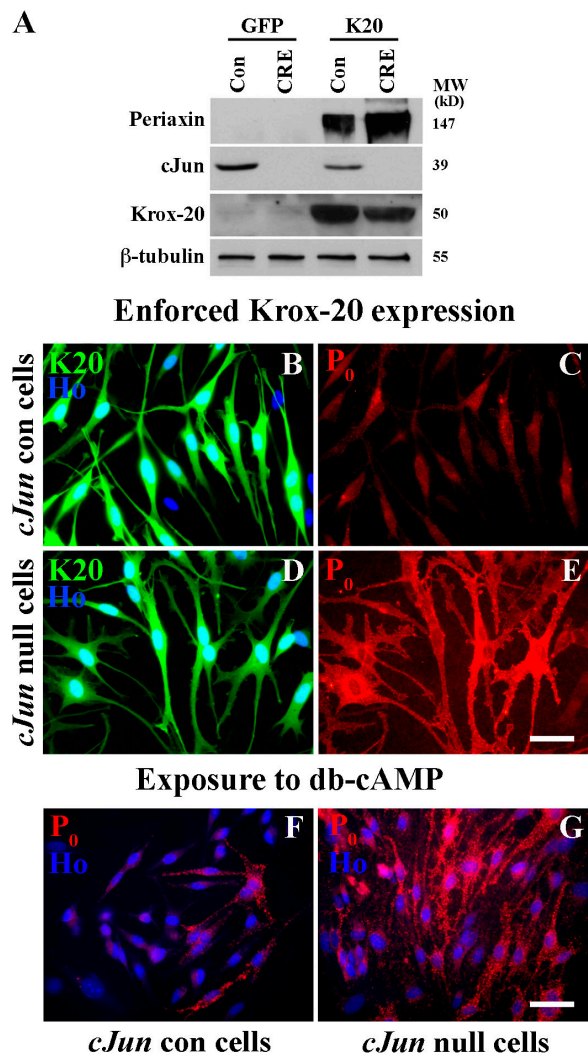 A
GFP K20
Con CRE Con CRE MW (kD)
Periaxin 147
cJun 39
Krox-20 50
β-tubulin 55
Enforced Krox-20 expression
cJun con cells
K20 B
Ho
P0 C
cJun null cells
K20 D
Ho
P0 E
Exposure to db-cAMP
P0 F
Ho
P0 G
Ho
cJun con cells cJun null cells